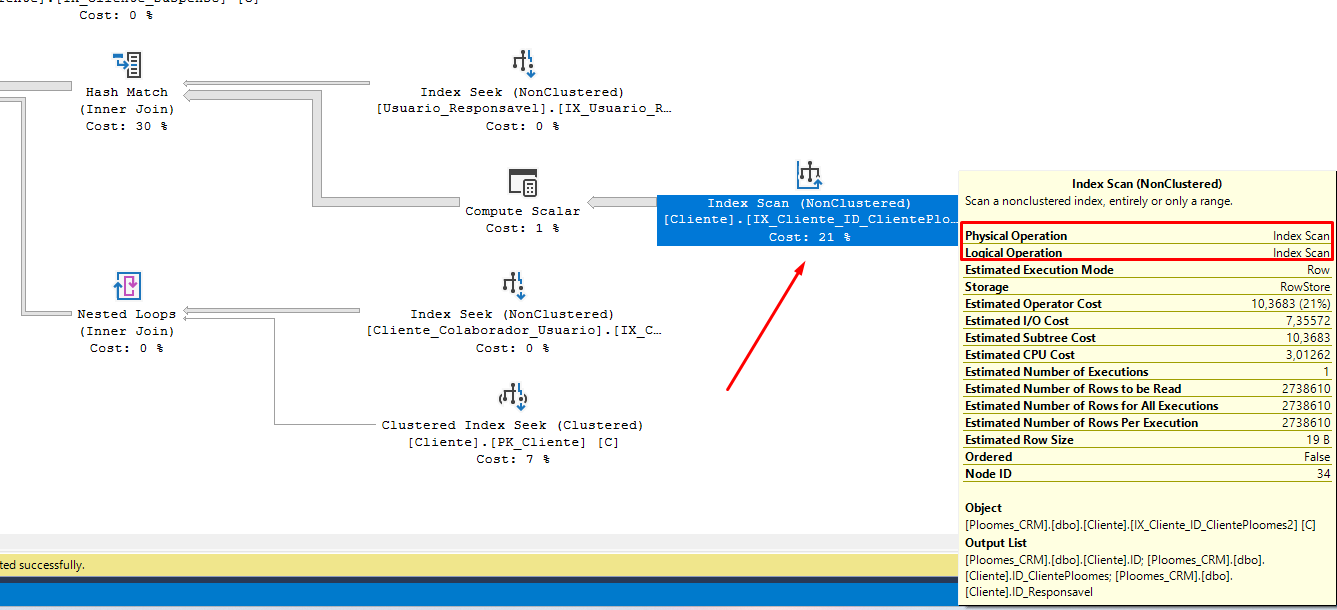 Cost: 0 %
Hash Match
(Inner Join)
Cost: 30 %
Index Seek (NonClustered)
[Usuario_Responsavel].[IX_Usuario_R…
Cost: 0 %
Compute Scalar
Cost: 1 %
Index Scan (NonClustered)
[Cliente].[IX_Cliente_ID_ClientePlo…
Cost: 21 %
Nested Loops
(Inner Join)
Cost: 0 %
Index Seek (NonClustered)
[Cliente_Colaborador_Usuario].[IX_C…
Cost: 0 %
Clustered Index Seek (Clustered)
[Cliente].[PK_Cliente] [C]
Cost: 7 %
ted successfully.
Index Scan (NonClustered)
Scan a nonclustered index, entirely or only a range.
Physical Operation Index Scan
Logical Operation Index Scan
Estimated Execution Mode Row
Storage RowStore
Estimated Operator Cost 10,3683 (21%)
Estimated I/O Cost 7,35572
Estimated Subtree Cost 10,3683
Estimated CPU Cost 3,01262
Estimated Number of Executions 1
Estimated Number of Rows to be Read 2738610
Estimated Number of Rows for All Executions 2738610
Estimated Number of Rows Per Execution 2738610
Estimated Row Size 19 B
Ordered False
Node ID 34
Object
[Ploomes_CRM].[dbo].[Cliente].[IX_Cliente_ID_ClientePloomes2] [C]
Output List
[Ploomes_CRM].[dbo].[Cliente].ID; [Ploomes_CRM].[dbo].
[Cliente].ID_ClientePloomes; [Ploomes_CRM].[dbo].
[Cliente].ID_Responsavel